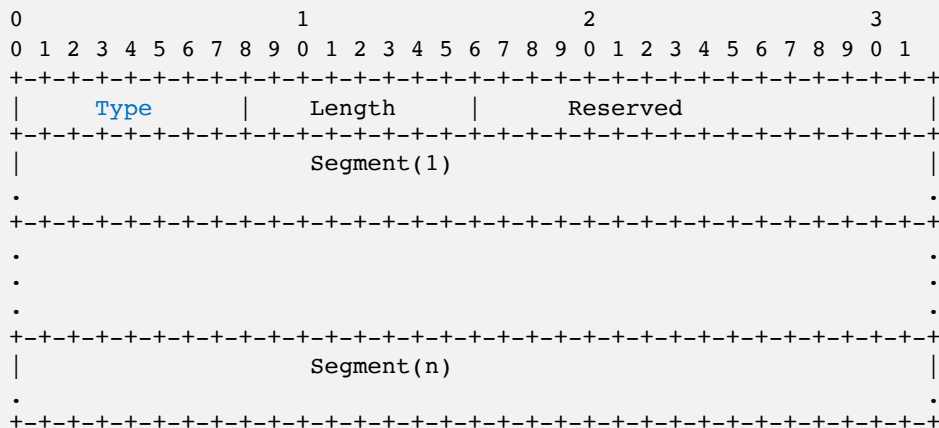 0                   1                   2                   3
0 1 2 3 4 5 6 7 8 9 0 1 2 3 4 5 6 7 8 9 0 1 2 3 4 5 6 7 8 9 0 1
+-+-+-+-+-+-+-+-+-+-+-+-+-+-+-+-+-+-+-+-+-+-+-+-+-+-+-+-+-+-+-+-+
|     Type      |    Length     |      Reserved                 |
+-+-+-+-+-+-+-+-+-+-+-+-+-+-+-+-+-+-+-+-+-+-+-+-+-+-+-+-+-+-+-+-+
|                    Segment(1)                                 |
.                                                               .
+-+-+-+-+-+-+-+-+-+-+-+-+-+-+-+-+-+-+-+-+-+-+-+-+-+-+-+-+-+-+-+-+
.                                                               .
.                                                               .
.                                                               .
+-+-+-+-+-+-+-+-+-+-+-+-+-+-+-+-+-+-+-+-+-+-+-+-+-+-+-+-+-+-+-+-+
|                    Segment(n)                                 |
.                                                               .
+-+-+-+-+-+-+-+-+-+-+-+-+-+-+-+-+-+-+-+-+-+-+-+-+-+-+-+-+-+-+-+-+